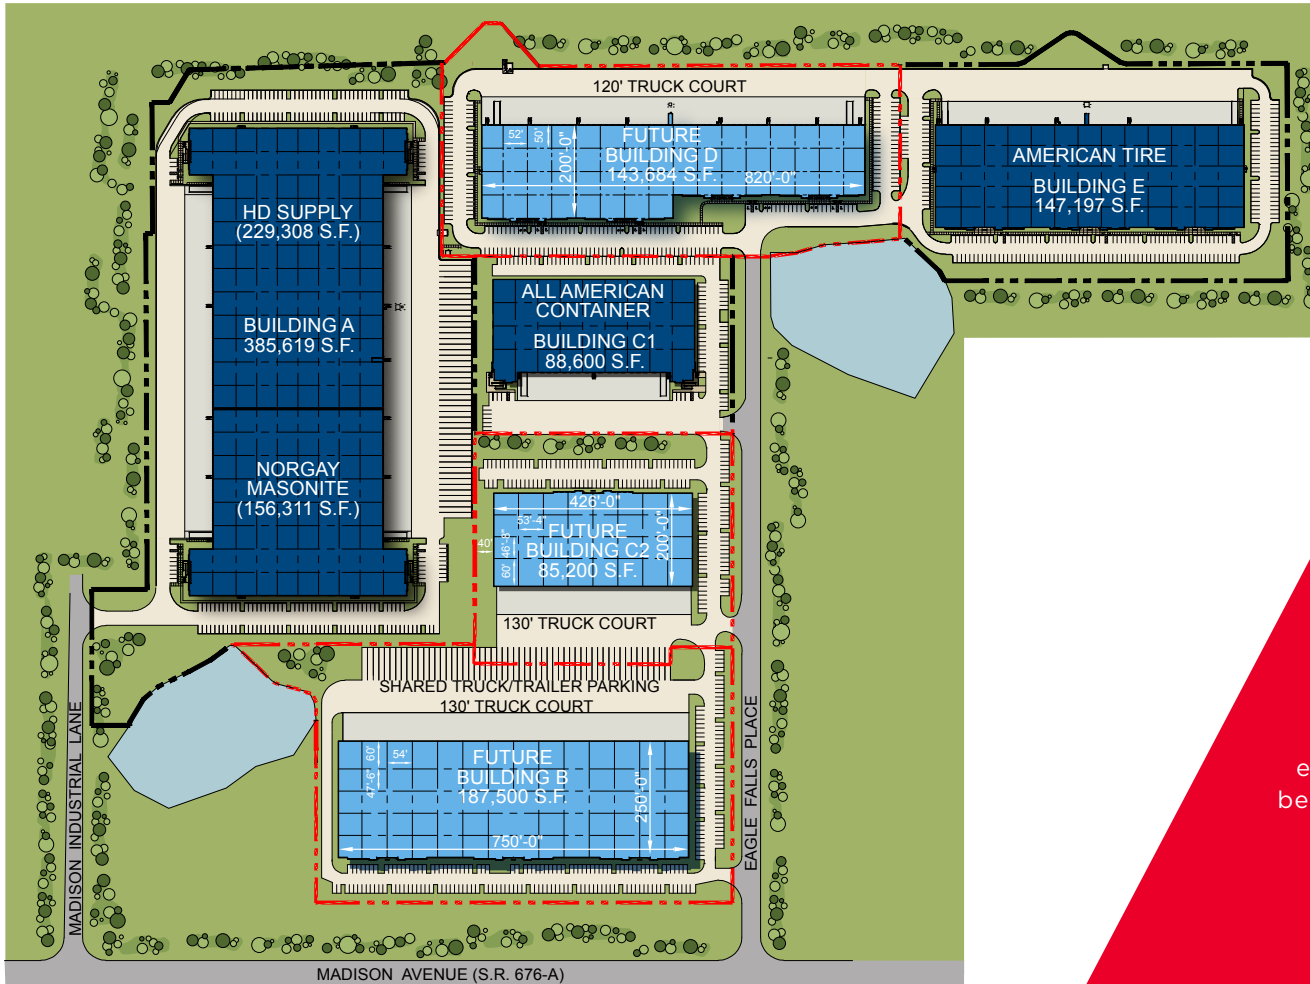 120' TRUCK COURT
52'
50'
200'-0"
FUTURE
BUILDING D
143,684 S.F.
820'-0"
AMERICAN TIRE
BUILDING E
147,197 S.F.
HD SUPPLY
(229,308 S.F.)
BUILDING A
385,619 S.F.
NORGAY
MASONITE
(156,311 S.F.)
ALL AMERICAN
CONTAINER
BUILDING C1
88,600 S.F.
426'-0"
53'-4"
40'
46'-8"
60'
200'-0"
FUTURE
BUILDING C2
85,200 S.F.
130' TRUCK COURT
SHARED TRUCK/TRAILER PARKING
130' TRUCK COURT
60'
54'
47'-6"
FUTURE
BUILDING B
187,500 S.F.
250'-0"
750'-0"
MADISON INDUSTRIAL LANE
EAGLE FALLS PLACE
MADISON AVENUE (S.R. 676-A)
e
be